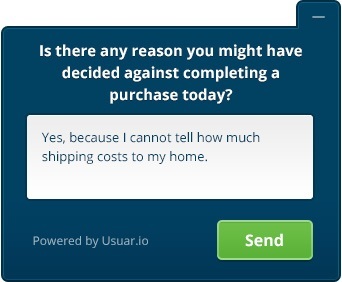 Is there any reason you might have
decided against completing a
purchase today?
Yes, because I cannot tell how much
shipping costs to my home.
Powered by Usuar.io
Send